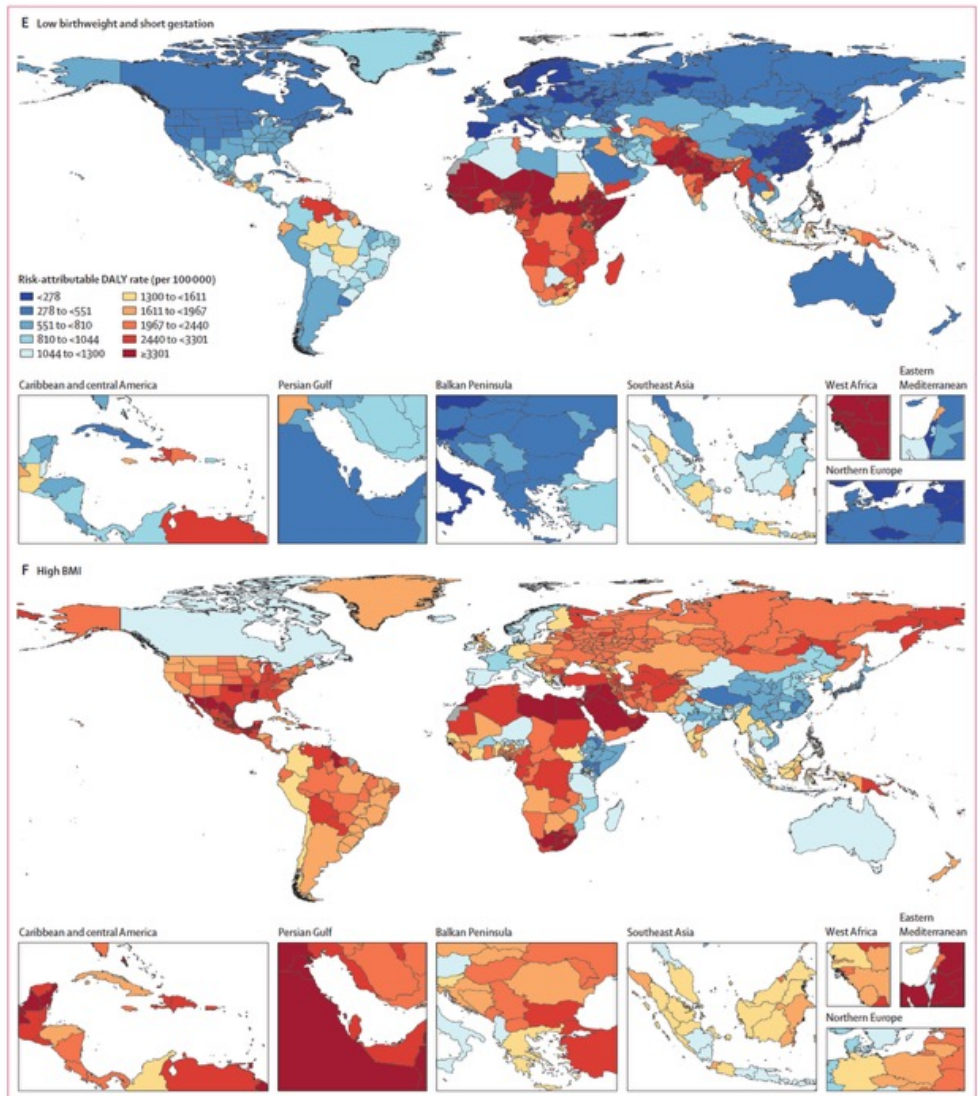 E Low birthweight and short gestation
Risk-attributable DALY rate (per 100 000)
<278
278 to <551
551 to <810
810 to <1044
1044 to <1300
1300 to <1611
1611 to <1967
1967 to <2440
2440 to <3301
≥3301
Caribbean and central America
Persian Gulf
Balkan Peninsula
Southeast Asia
West Africa
Eastern
Mediterranean
Northern Europe
F High BMI
Caribbean and central America
Persian Gulf
Balkan Peninsula
Southeast Asia
West Africa
Eastern
Mediterranean
Northern Europe